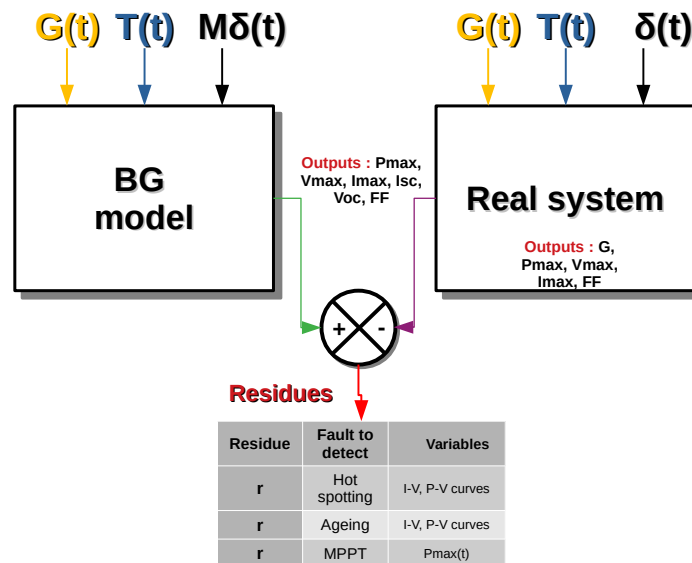 G(t) T(t) Mδ(t)
G(t) T(t) δ(t)
BG
model
Outputs : Pmax,
Vmax, Imax, Isc,
Voc, FF
Real system
Outputs : G,
Pmax, Vmax,
Imax, FF
+ -
Residues
Residue Fault to detect Variables
r Hot spotting I-V, P-V curves
r Ageing I-V, P-V curves
r MPPT Pmax(t)